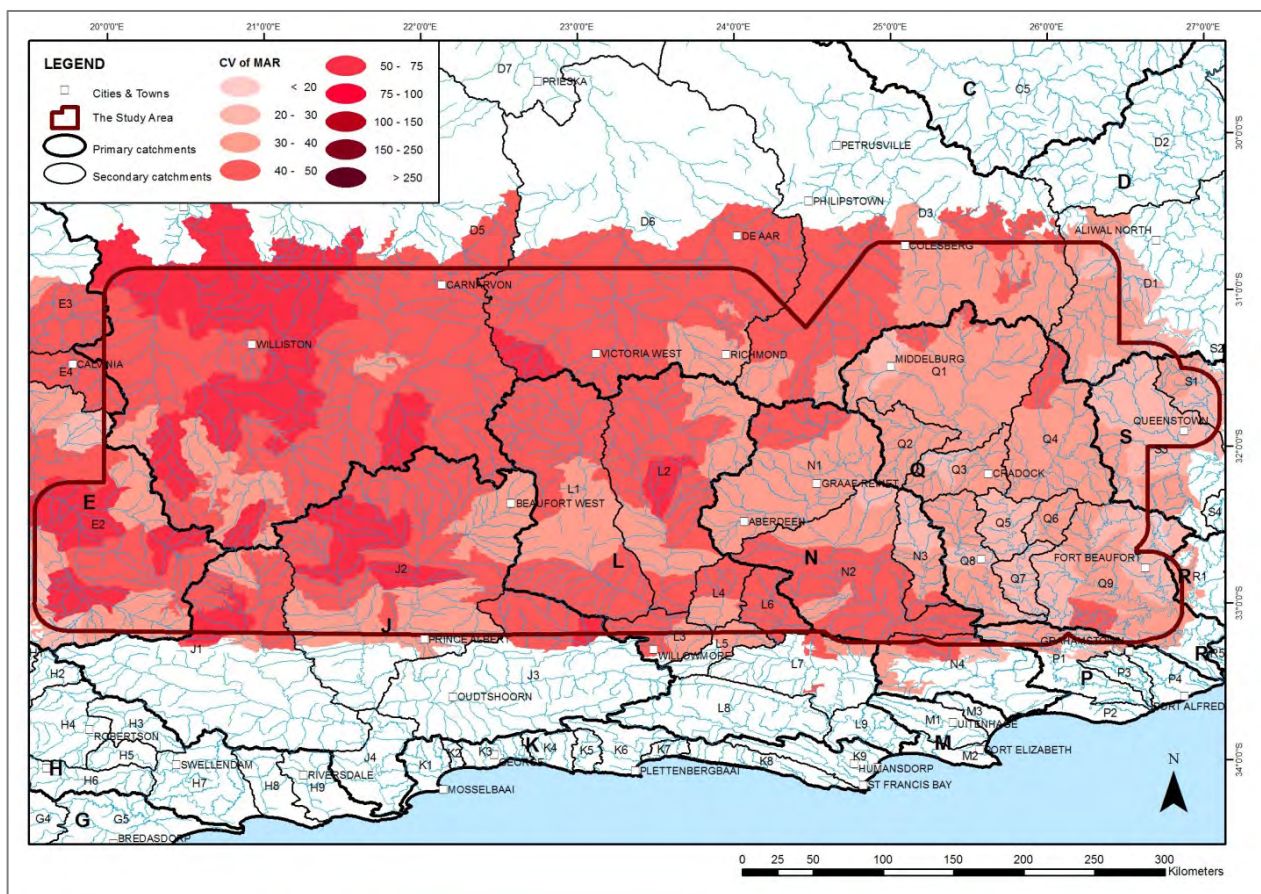 20°0'0"E 21°0'0"E 22°0'0"E 23°0'0"E 24°0'0"E 25°0'0"E 26°0'0"E 27°0'0"E
LEGEND
Cities & Towns
The Study Area
Primary catchments
Secondary catchments
CV of MAR
< 20
20 - 30
30 - 40
40 - 50
50 - 75
75 - 100
100 - 150
150 - 250
> 250
D7
PRIESKA
C
C5
30°0'0"S
D2
PETRUSVILLE
D
PHILIPSTOWN
D3
D5
D6
DE AAR
COLESBERG
ALIWAL NORTH
D1
31°0'0"S
E3
CARNARVON
WILLISTON
VICTORIA WEST
RICHMOND
MIDDELBURG
Q1
S2
CALVINIA
E4
S1
QUEENSTOWN
S
32°0'0"S
Q2
Q4
S3
L2
N1
Q
Q3
CRADOCK
GRAAF REINET
E
E2
BEAUFORT WEST
L1
ABERDEEN
Q5
Q6
S4
J2
L
N
N3
Q8
FORT BEAUFORT
N2
Q7
Q9
R
R1
33°0'0"S
L4
L6
J
PRINCE ALBERT
GRAHAMSTOWN
J1
L3
L5
WILLOWMORE
L7
N4
P1
R
R5
H2
J3
P
P3
P4
OUDTSHOORN
PORT ALFRED
H4
H3
L8
M3
P2
ROBERTSON
L9
M1
UITENHAGE
H5
K
M
PORT ELIZABETH
H
SWELLENDAM
J4
K1
K2
K3
GEORGE
K4
K5
K6
K7
K8
K9
M2
34°0'0"S
H6
H7
H8
H9
RIVERSDALE
PLETTENBERGBAAI
HUMANSDORP
MOSSELBAAI
ST FRANCIS BAY
G4
G
G5
BREDASDORP
N
0 25 50 100 150 200 250 300
Kilometers